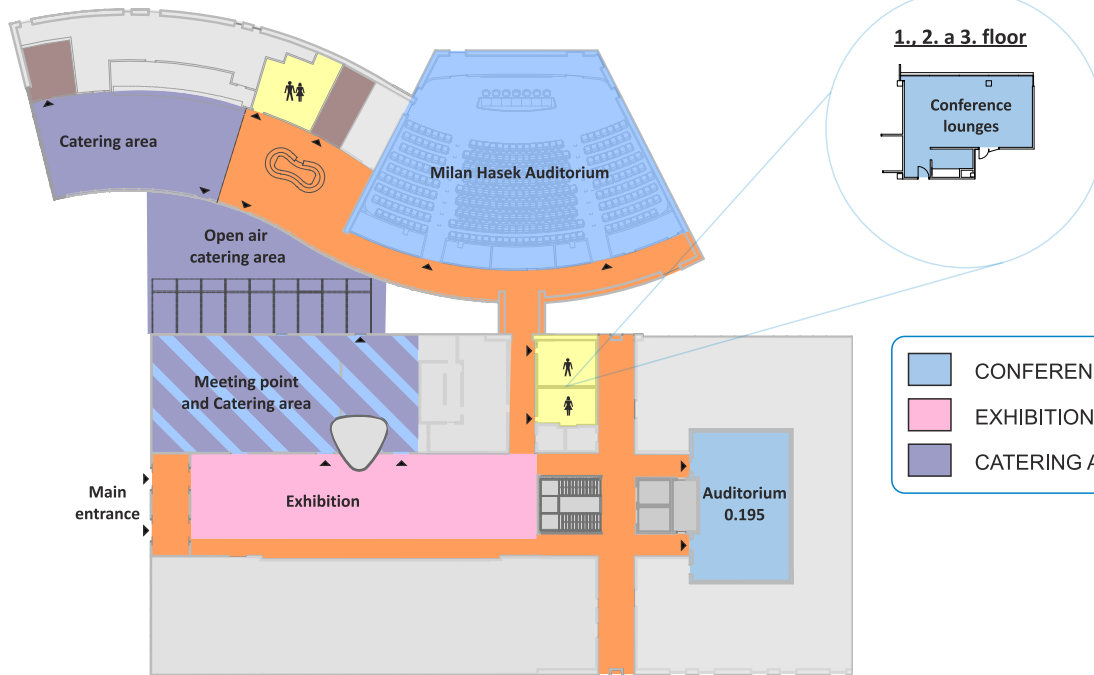 1., 2. a 3. floor
Conference
lounges
Catering area
Milan Hasek Auditorium
Open air
catering area
Meeting point
and Catering area
Main
entrance
Exhibition
Auditorium
0.195
CONFEREN
EXHIBITION
CATERING A